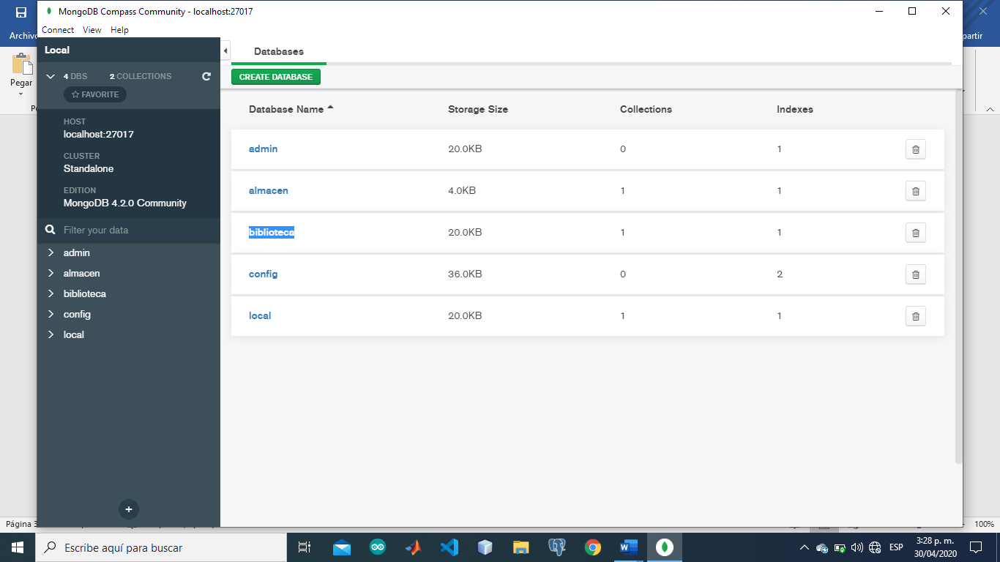 MongoDB Compass Community - localhost:27017
Connect View Help
Archivo
partir
Pegar
Local
4 DBS 2 COLLECTIONS
FAVORITE
HOST
localhost:27017
CLUSTER
Standalone
EDITION
MongoDB 4.2.0 Community
Filter your data
admin
almacen
biblioteca
config
local
Databases
CREATE DATABASE
Database Name Storage Size Collections Indexes
admin 20.0KB 0 1
almacen 4.0KB 1 1
biblioteca 20.0KB 1 1
config 36.0KB 0 2
local 20.0KB 1 1
Página 3
100%
Escribe aquí para buscar
ESP
3:28 p. m.
30/04/2020